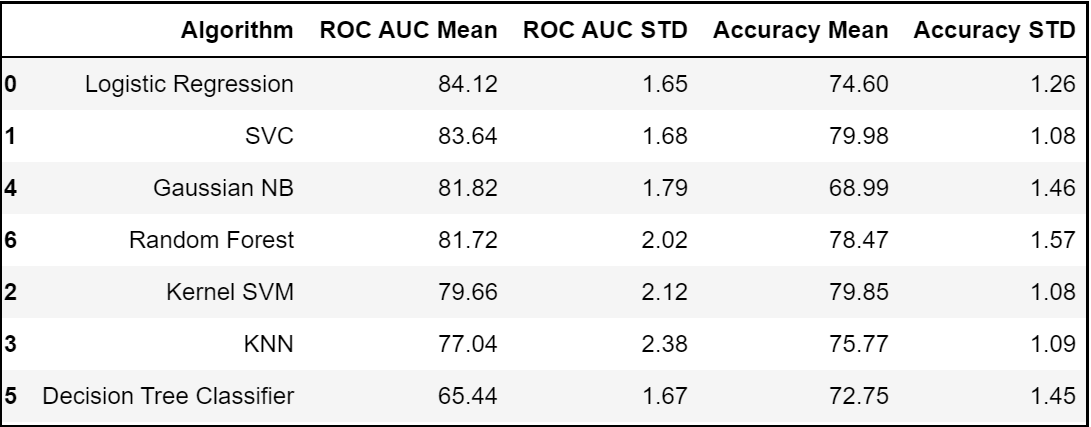 Algorithm ROC AUC Mean ROC AUC STD Accuracy Mean Accuracy STD
0 Logistic Regression 84.12 1.65 74.60 1.26
1 SVC 83.64 1.68 79.98 1.08
4 Gaussian NB 81.82 1.79 68.99 1.46
6 Random Forest 81.72 2.02 78.47 1.57
2 Kernel SVM 79.66 2.12 79.85 1.08
3 KNN 77.04 2.38 75.77 1.09
5 Decision Tree Classifier 65.44 1.67 72.75 1.45